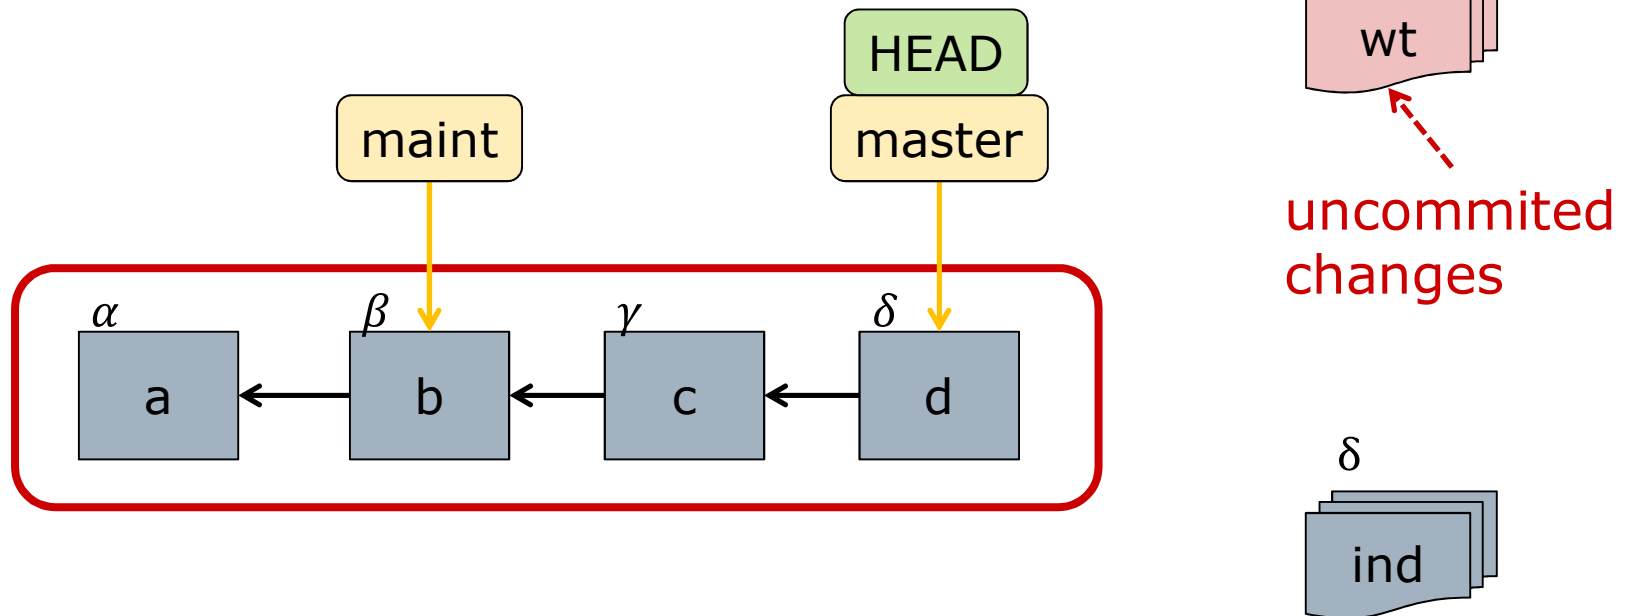 HEAD
wt
maint
master
uncommited
changes
α
β
γ
δ
a
b
c
d
δ
ind